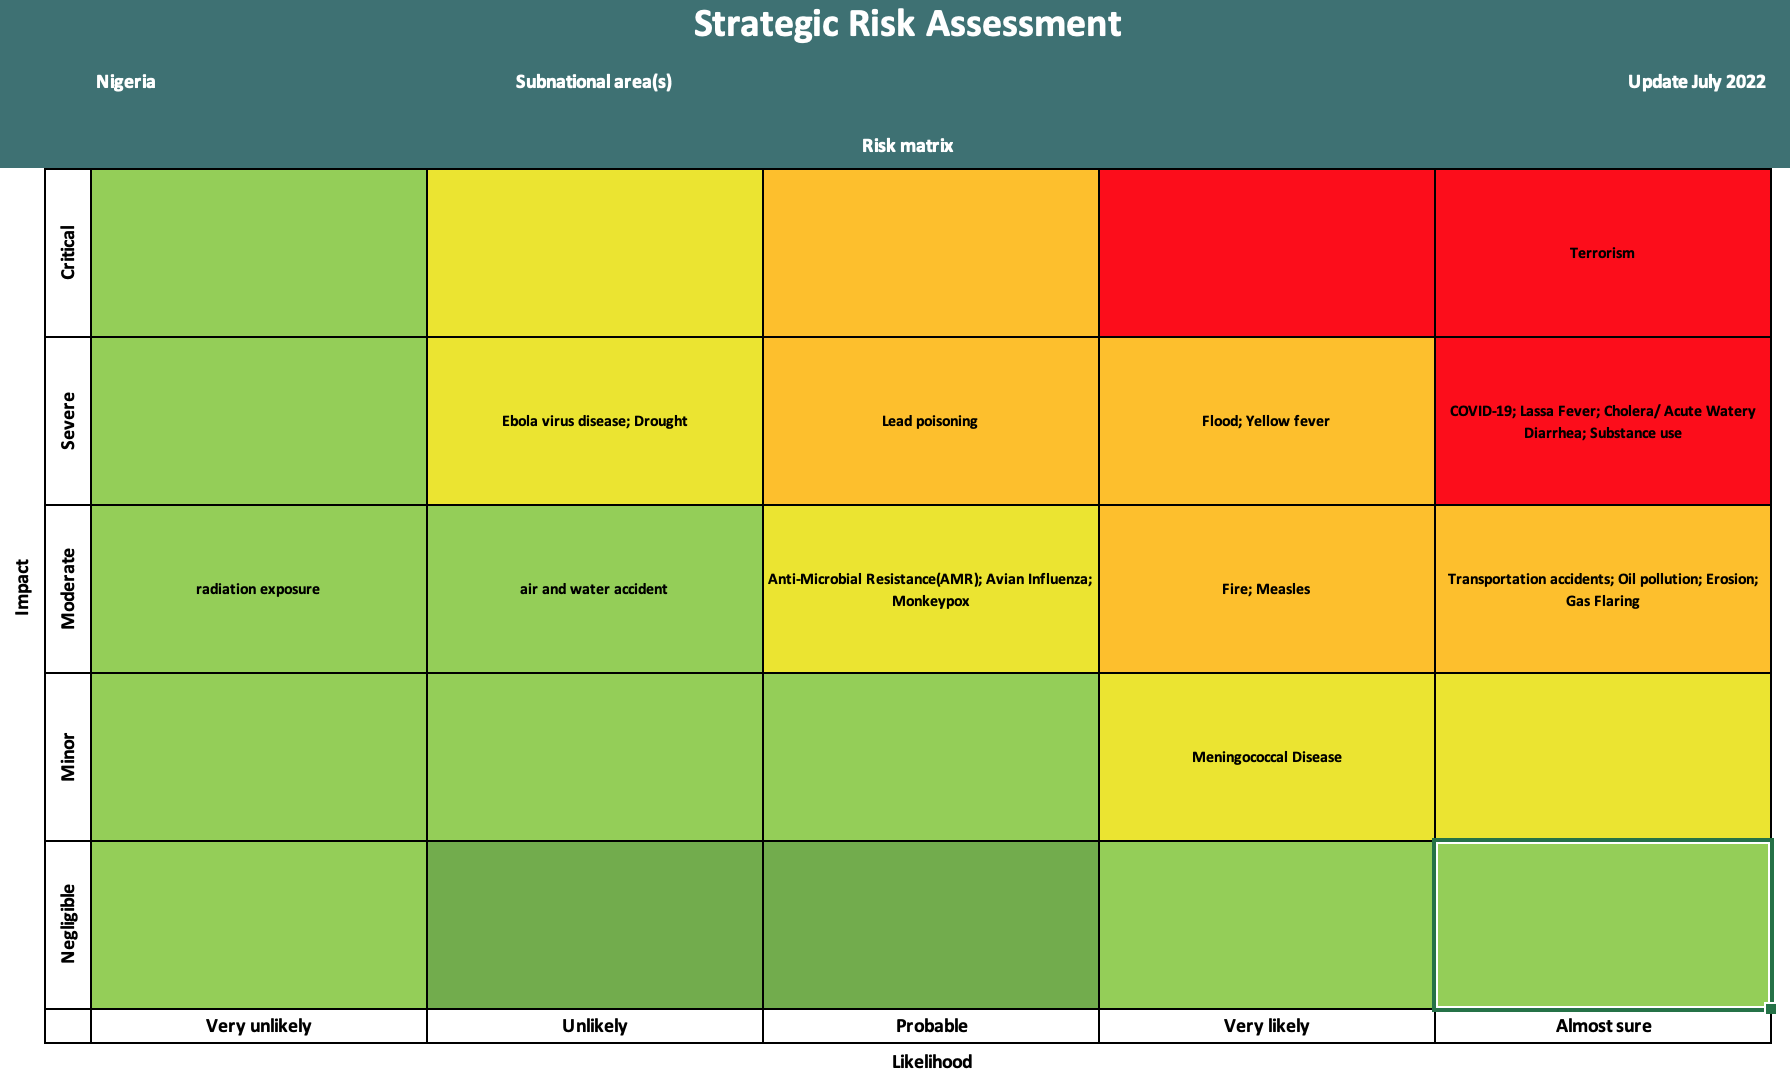 Strategic Risk Assessment
Nigeria
Subnational area(s)
Update July 2022
Risk matrix
Impact
Critical
Terrorism
Severe
Ebola virus disease; Drought
Lead poisoning
Flood; Yellow fever
COVID-19; Lassa Fever; Cholera/ Acute Watery
Diarrhea; Substance use
Moderate
radiation exposure
air and water accident
Anti-Microbial Resistance(AMR); Avian Influenza;
Monkeypox
Fire; Measles
Transportation accidents; Oil pollution; Erosion;
Gas Flaring
Minor
Meningococcal Disease
Negligible
Very unlikely
Unlikely
Probable
Very likely
Almost sure
Likelihood